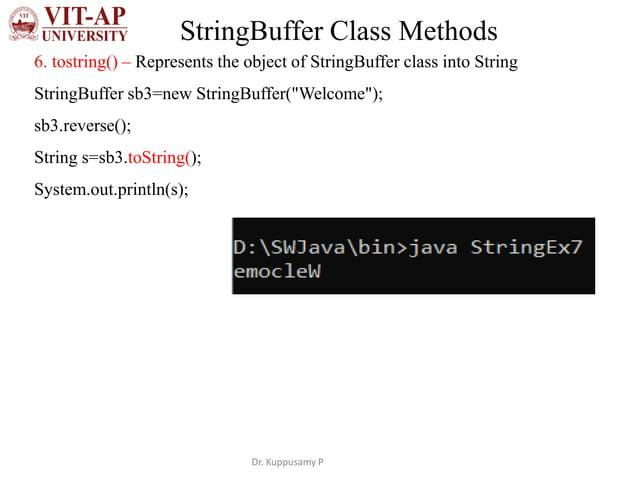 VIT
VIT-AP
UNIVERSITY
StringBuffer Class Methods
6. tostring() – Represents the object of StringBuffer class into String
StringBuffer sb3=new StringBuffer("Welcome");
sb3.reverse();
String s=sb3.toString();
System.out.println(s);
D:\SWJava\bin>java StringEx7
emocleW
Dr. Kuppusamy P